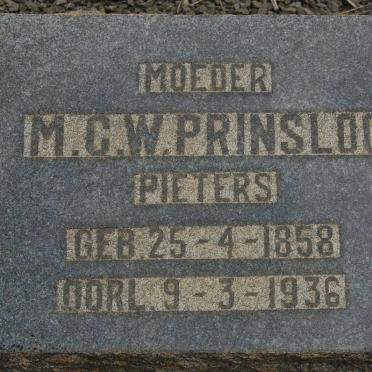 MOEDER
M.C.W. PRINSLOO
PIETERS
GEB. 25-4-1858
OORL. 9-3-1936